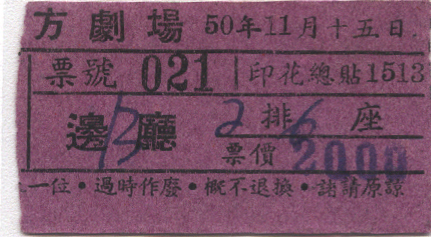 方劇場 50年11月十五日
票號 021 印花總貼1513
邊廳 2排6座
票價 2000
一位•過時作廢•概不退換•諸請原諒